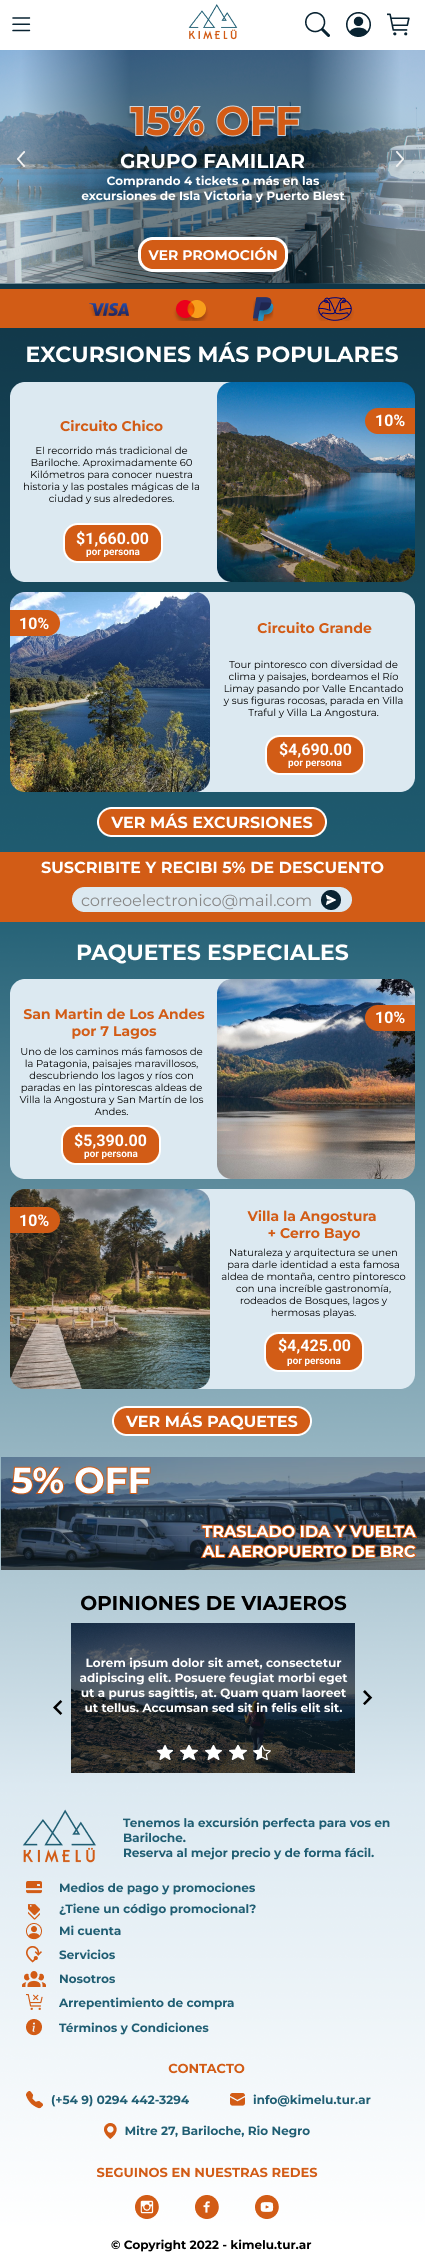 KIMELÜ
15% OFF
GRUPO FAMILIAR
Comprando 4 tickets o más en las
excursiones de Isla Victoria y Puerto Blest
VER PROMOCIÓN
VISA
EXCURSIONES MÁS POPULARES
Circuito Chico
El recorrido más tradicional de
Bariloche. Aproximadamente 60
Kilómetros para conocer nuestra
historia y las postales mágicas de la
ciudad y sus alrededores.
$1,660.00
por persona
10%
10%
Circuito Grande
Tour pintoresco con diversidad de
clima y paisajes, bordeamos el Río
Limay pasando por Valle Encantado
y sus figuras rocosas, parada en Villa
Traful y Villa La Angostura.
$4,690.00
por persona
VER MÁS EXCURSIONES
SUSCRIBITE Y RECIBI 5% DE DESCUENTO
correoelectronico@mail.com
PAQUETES ESPECIALES
San Martin de Los Andes
por 7 Lagos
Uno de los caminos más famosos de
la Patagonia, paisajes maravillosos,
descubriendo los lagos y ríos con
paradas en las pintorescas aldeas de
Villa la Angostura y San Martín de los
Andes.
$5,390.00
por persona
10%
10%
Villa la Angostura
+ Cerro Bayo
Naturaleza y arquitectura se unen
para darle identidad a esta famosa
aldea de montaña, centro pintoresco
con una increíble gastronomía,
rodeados de Bosques, lagos y
hermosas playas.
$4,425.00
por persona
VER MÁS PAQUETES
5% OFF
TRASLADO IDA Y VUELTA
AL AEROPUERTO DE BRC
OPINIONES DE VIAJEROS
Lorem ipsum dolor sit amet, consectetur
adipiscing elit. Posuere feugiat morbi eget
ut a purus sagittis, at. Quam quam laoreet
ut tellus. Accumsan sed sit in felis elit sit.
KIMELÜ
Tenemos la excursión perfecta para vos en
Bariloche.
Reserva al mejor precio y de forma fácil.
Medios de pago y promociones
¿Tiene un código promocional?
Mi cuenta
Servicios
Nosotros
Arrepentimiento de compra
Términos y Condiciones
CONTACTO
(+54 9) 0294 442-3294
info@kimelu.tur.ar
Mitre 27, Bariloche, Rio Negro
SEGUINOS EN NUESTRAS REDES
© Copyright 2022 - kimelu.tur.ar